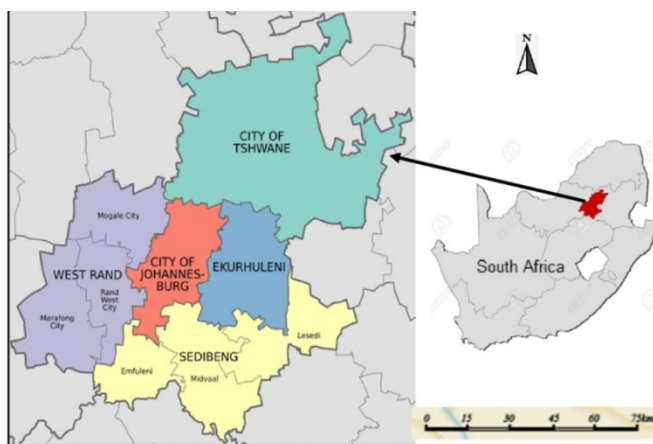 N
CITY OF
TSHWANE
Mogale City
WEST RAND
Rand
West
City
Merafong
City
CITY OF
JOHANNES-
BURG
EKURHULENI
SEDIBENG
Lesedi
Emfuleni
Midvaal
South Africa
0 15 30 45 60 75km